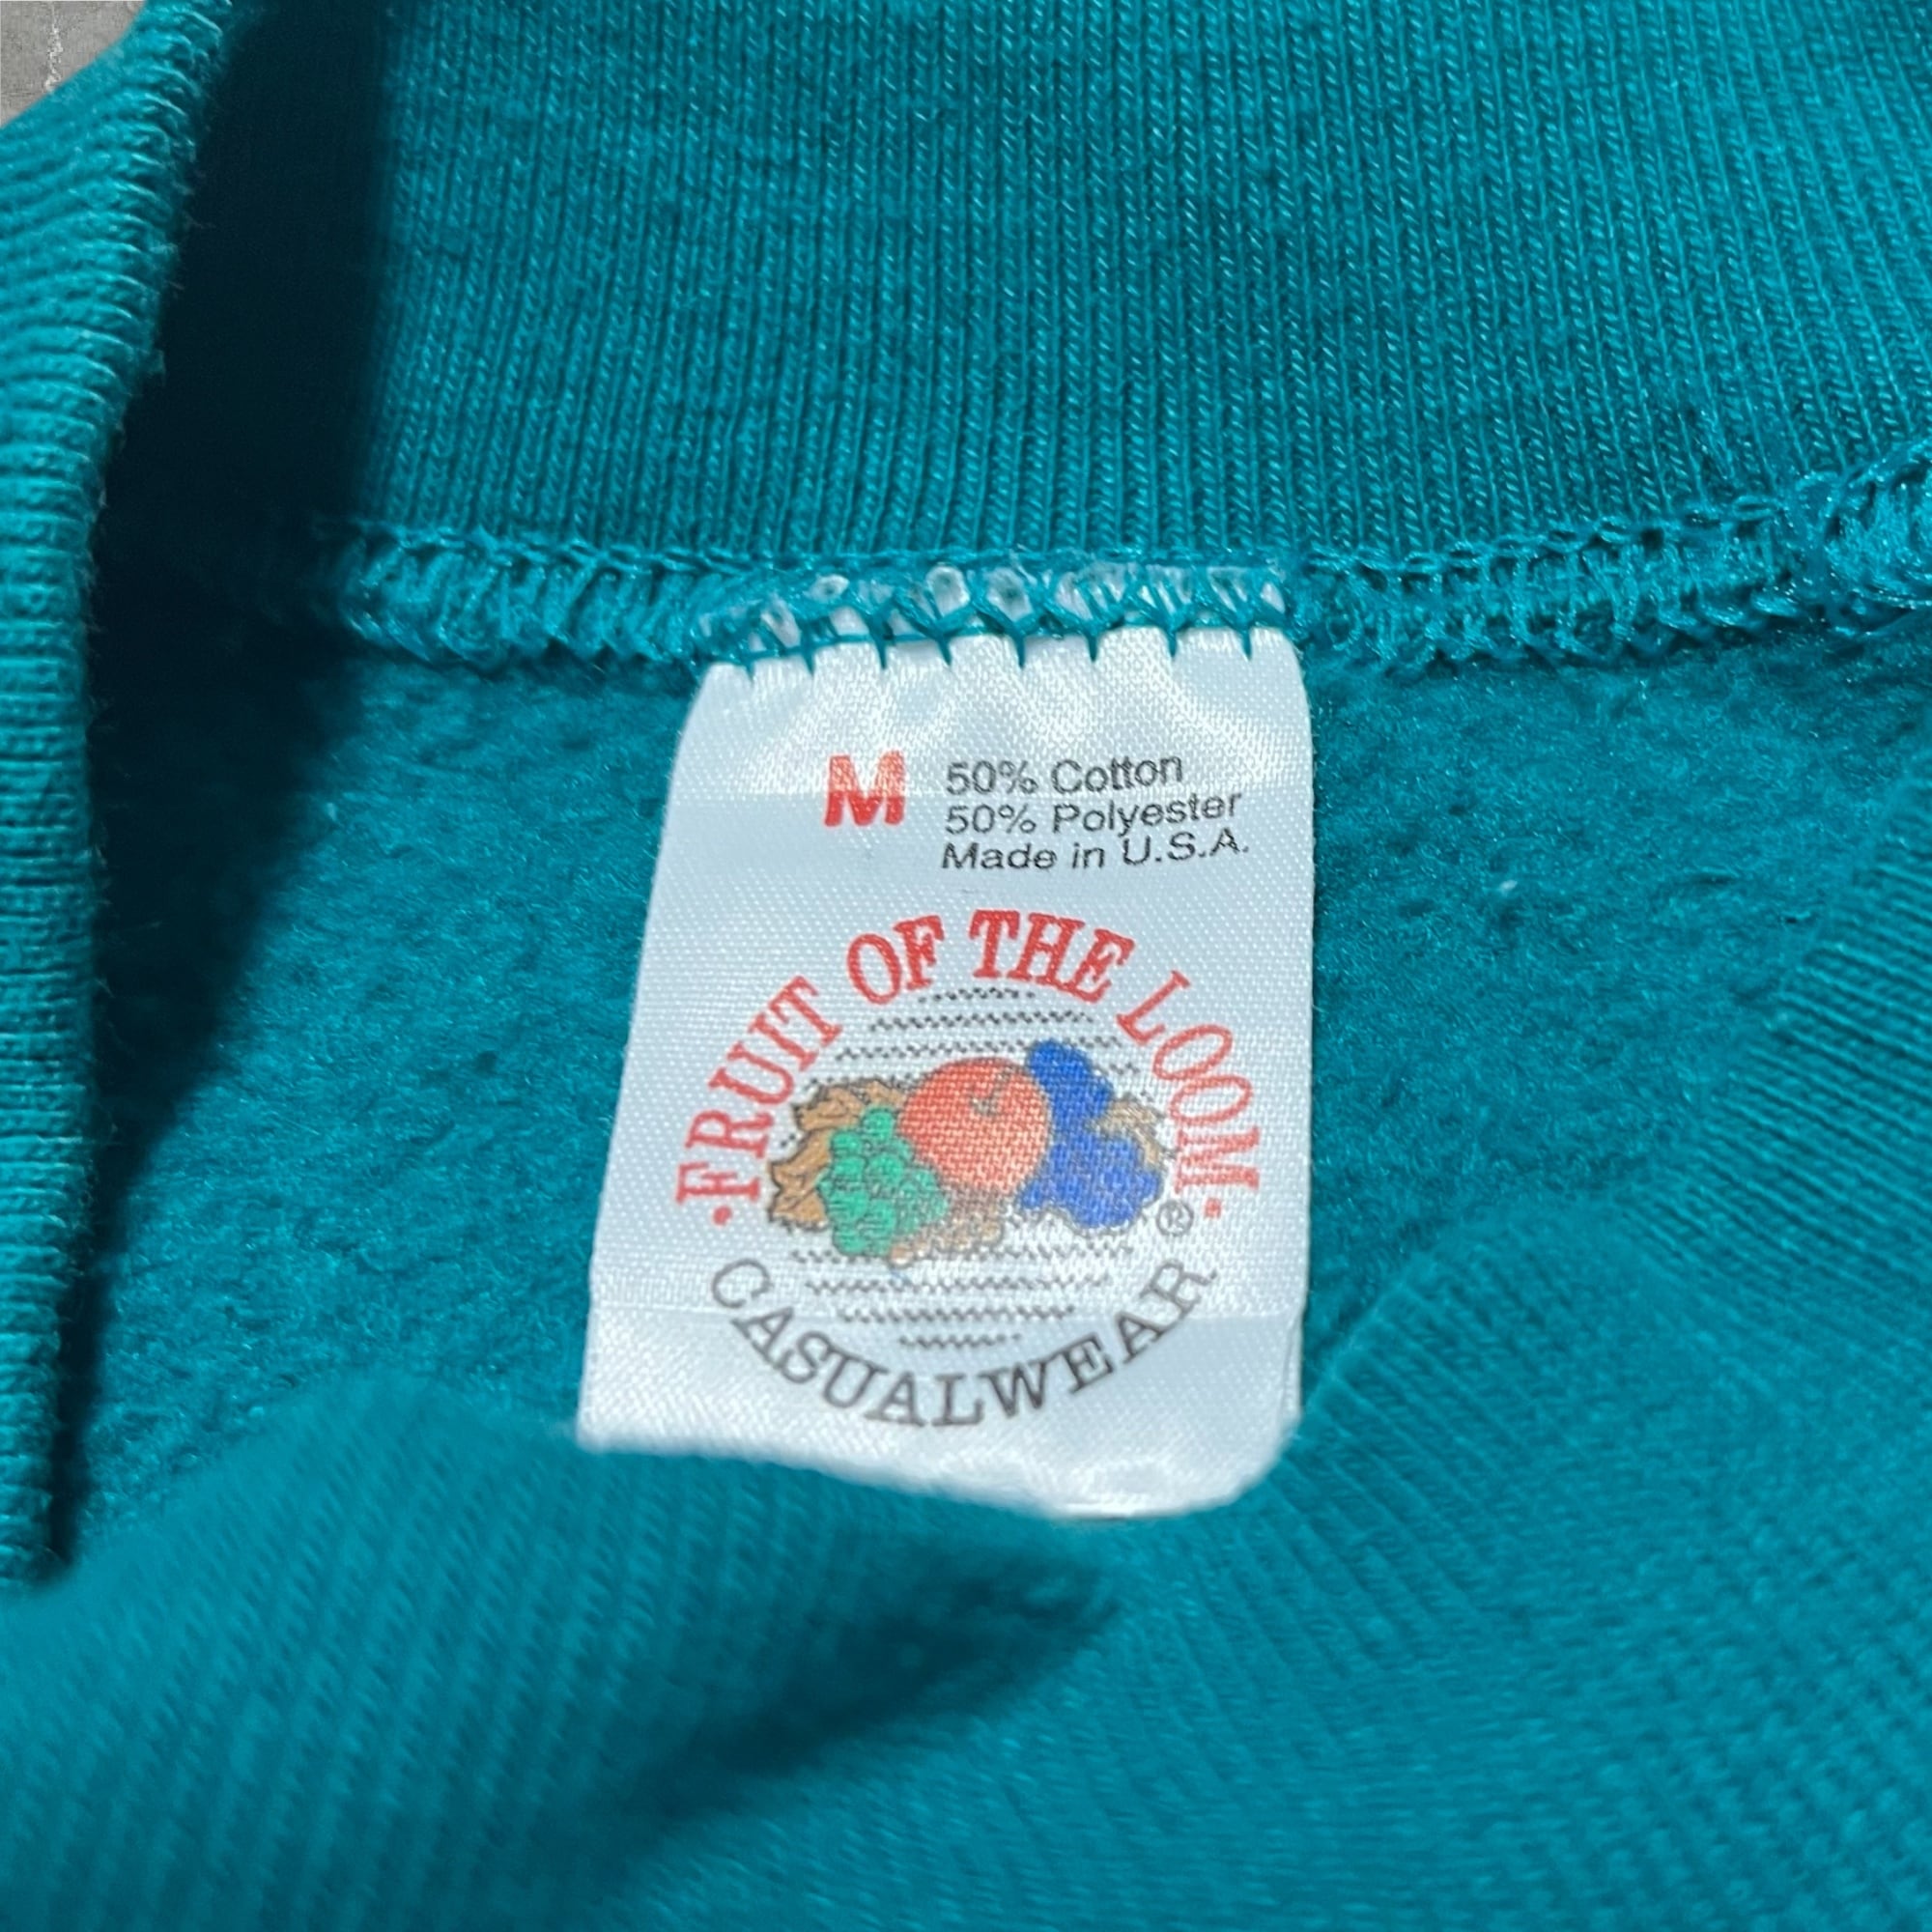 M
50% Cotton
50% Polyester
Made in U.S.A.
·FRUIT OF THE LOOM·
®
CASUALWEAR